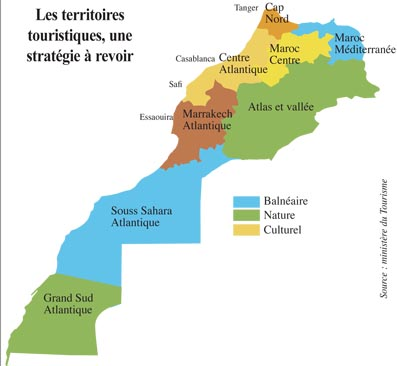 Les territoires
touristiques, une
stratégie à revoir
Tanger
Cap
Nord
Maroc
Méditerranée
Casablanca
Centre
Atlantique
Maroc
Centre
Safi
Essaouira
Marrakech
Atlantique
Atlas et vallée
Souss Sahara
Atlantique
Balnéaire
Nature
Culturel
Grand Sud
Atlantique
Source : ministère du Tourisme